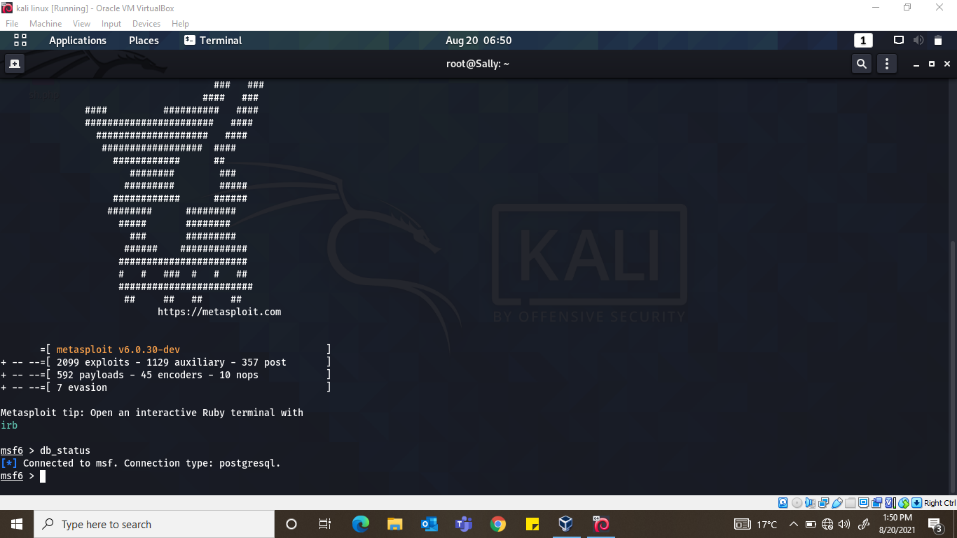 kali linux [Running] - Oracle VM VirtualBox
File Machine View Input Devices Help
Applications Places Terminal Aug 20 06:50 1
root@Sally: ~
### ###
#### ###
#### ########## ####
####################### ####
#################### ####
################## ####
############ ##
######## ###
######### #####
############ ######
######## #########
##### ########
### #########
###### ############
#######################
# # ### # # ##
########################
## ## ## ##
https://metasploit.com
KALI
BY OFFENSIVE SECURITY
=[ metasploit v6.0.30-dev ]
+ -- --=[ 2099 exploits - 1129 auxiliary - 357 post ]
+ -- --=[ 592 payloads - 45 encoders - 10 nops ]
+ -- --=[ 7 evasion ]
Metasploit tip: Open an interactive Ruby terminal with
irb
msf6 > db_status
[*] Connected to msf. Connection type: postgresql.
msf6 >
Right Ctrl
Type here to search
17°C
1:50 PM
8/20/2021
3